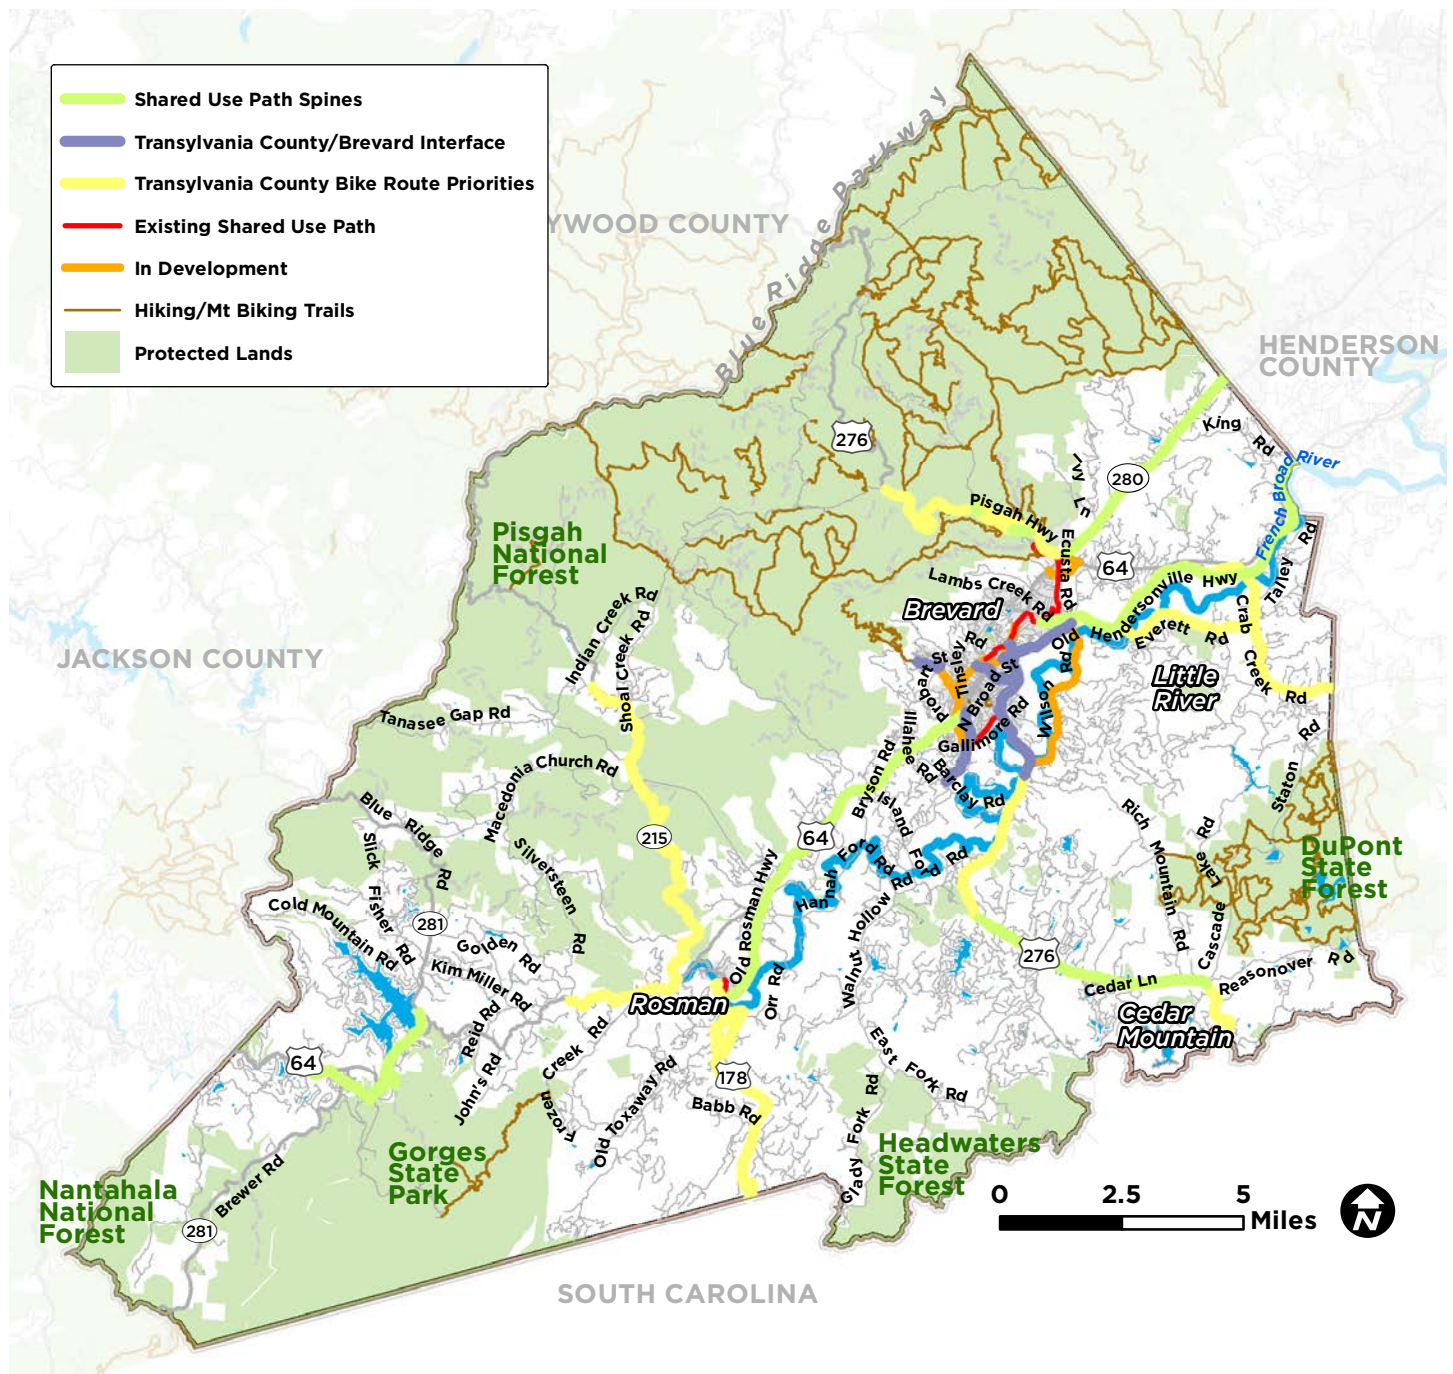 Shared Use Path Spines
Transylvania County/Brevard Interface
Transylvania County Bike Route Priorities
Existing Shared Use Path
In Development
Hiking/Mt Biking Trails
Protected Lands
YWOOD COUNTY
Blue Ridge Parkway
HENDERSON
COUNTY
JACKSON COUNTY
SOUTH CAROLINA
276
King Rd
French Broad River
Ivy Ln
280
Pisgah Hwy
Ecusta Rd
64
Talley Rd
Pisgah
National
Forest
Lambs Creek Rd
Brevard
Old Hendersonville Hwy
Everett Rd
Crab Creek Rd
Little
River
Indian Creek Rd
Shoal Creek Rd
Tanasee Gap Rd
Probart St
Tinsley Rd
N Broad St
Wilson Rd
Gallimore Rd
Illahee Rd
Barclay Rd
Bryson Rd
Island Ford Rd
Macedonia Church Rd
Blue Ridge Rd
Slick Fisher Rd
Silversteen Rd
215
64
Hannah Ford Rd
Old Rosman Hwy
Walnut Hollow Rd
Rich Mountain Rd
Cascade Lake Rd
Staton Rd
DuPont
State
Forest
Cold Mountain Rd
281
Golden Rd
Kim Miller Rd
Reid Rd
John's Rd
Rosman
Orr Rd
276
Cedar Ln
Reasonover Rd
Cedar
Mountain
64
Frozen Creek Rd
Old Toxaway Rd
178
Babb Rd
East Fork Rd
Glady Fork Rd
Gorges
State
Park
Headwaters
State
Forest
Nantahala
National
Forest
Brewer Rd
281
0 2.5 5
Miles
N